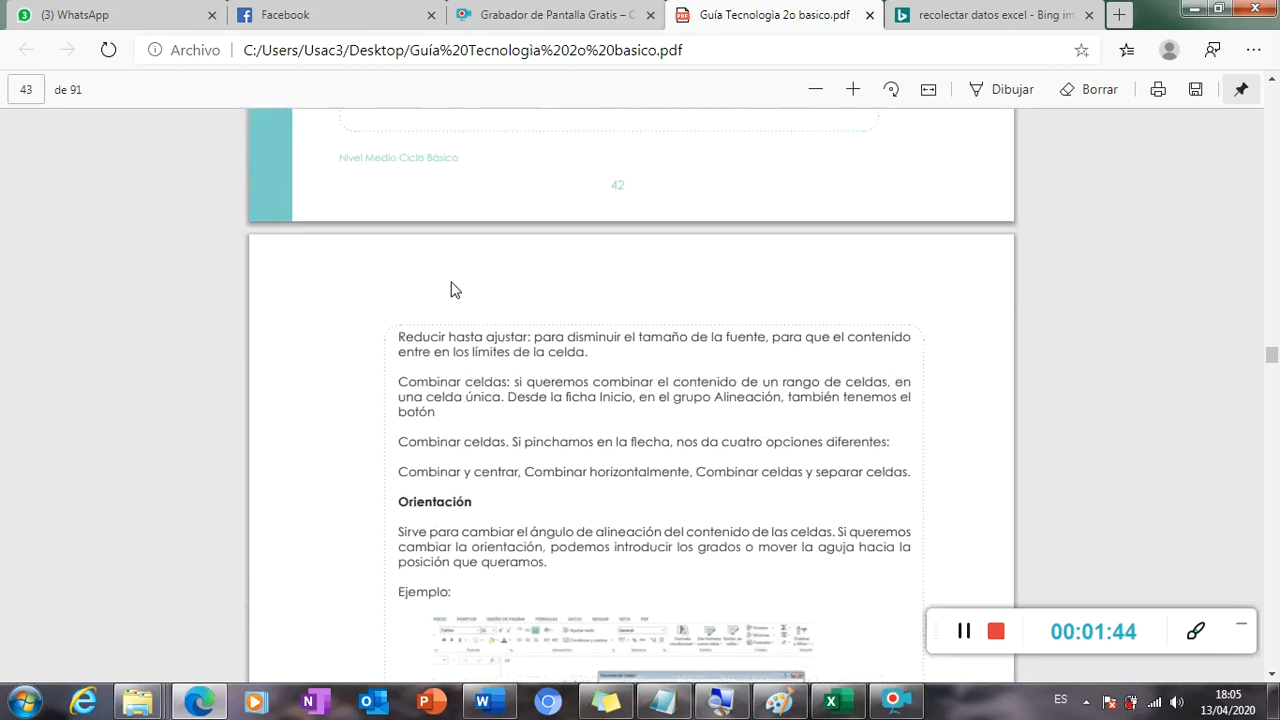 (3) WhatsApp
Facebook
Grabador de Pantalla Gratis – C
Guía Tecnología 2o basico.pdf
recolectar datos excel - Bing im
Archivo
C:/Users/Usac3/Desktop/Guía%20Tecnología%202o%20basico.pdf
43
de 91
Dibujar
Borrar
Nivel Medio Ciclo Básico
42
Reducir hasta ajustar: para disminuir el tamaño de la fuente, para que el contenido
entre en los límites de la celda.
Combinar celdas: si queremos combinar el contenido de un rango de celdas, en
una celda única. Desde la ficha Inicio, en el grupo Alineación, también tenemos el
botón
Combinar celdas. Si pinchamos en la flecha, nos da cuatro opciones diferentes:
Combinar y centrar, Combinar horizontalmente, Combinar celdas y separar celdas.
Orientación
Sirve para cambiar el ángulo de alineación del contenido de las celdas. Si queremos
cambiar la orientación, podemos introducir los grados o mover la aguja hacia la
posición que queramos.
Ejemplo:
00:01:44
ES
18:05
13/04/2020